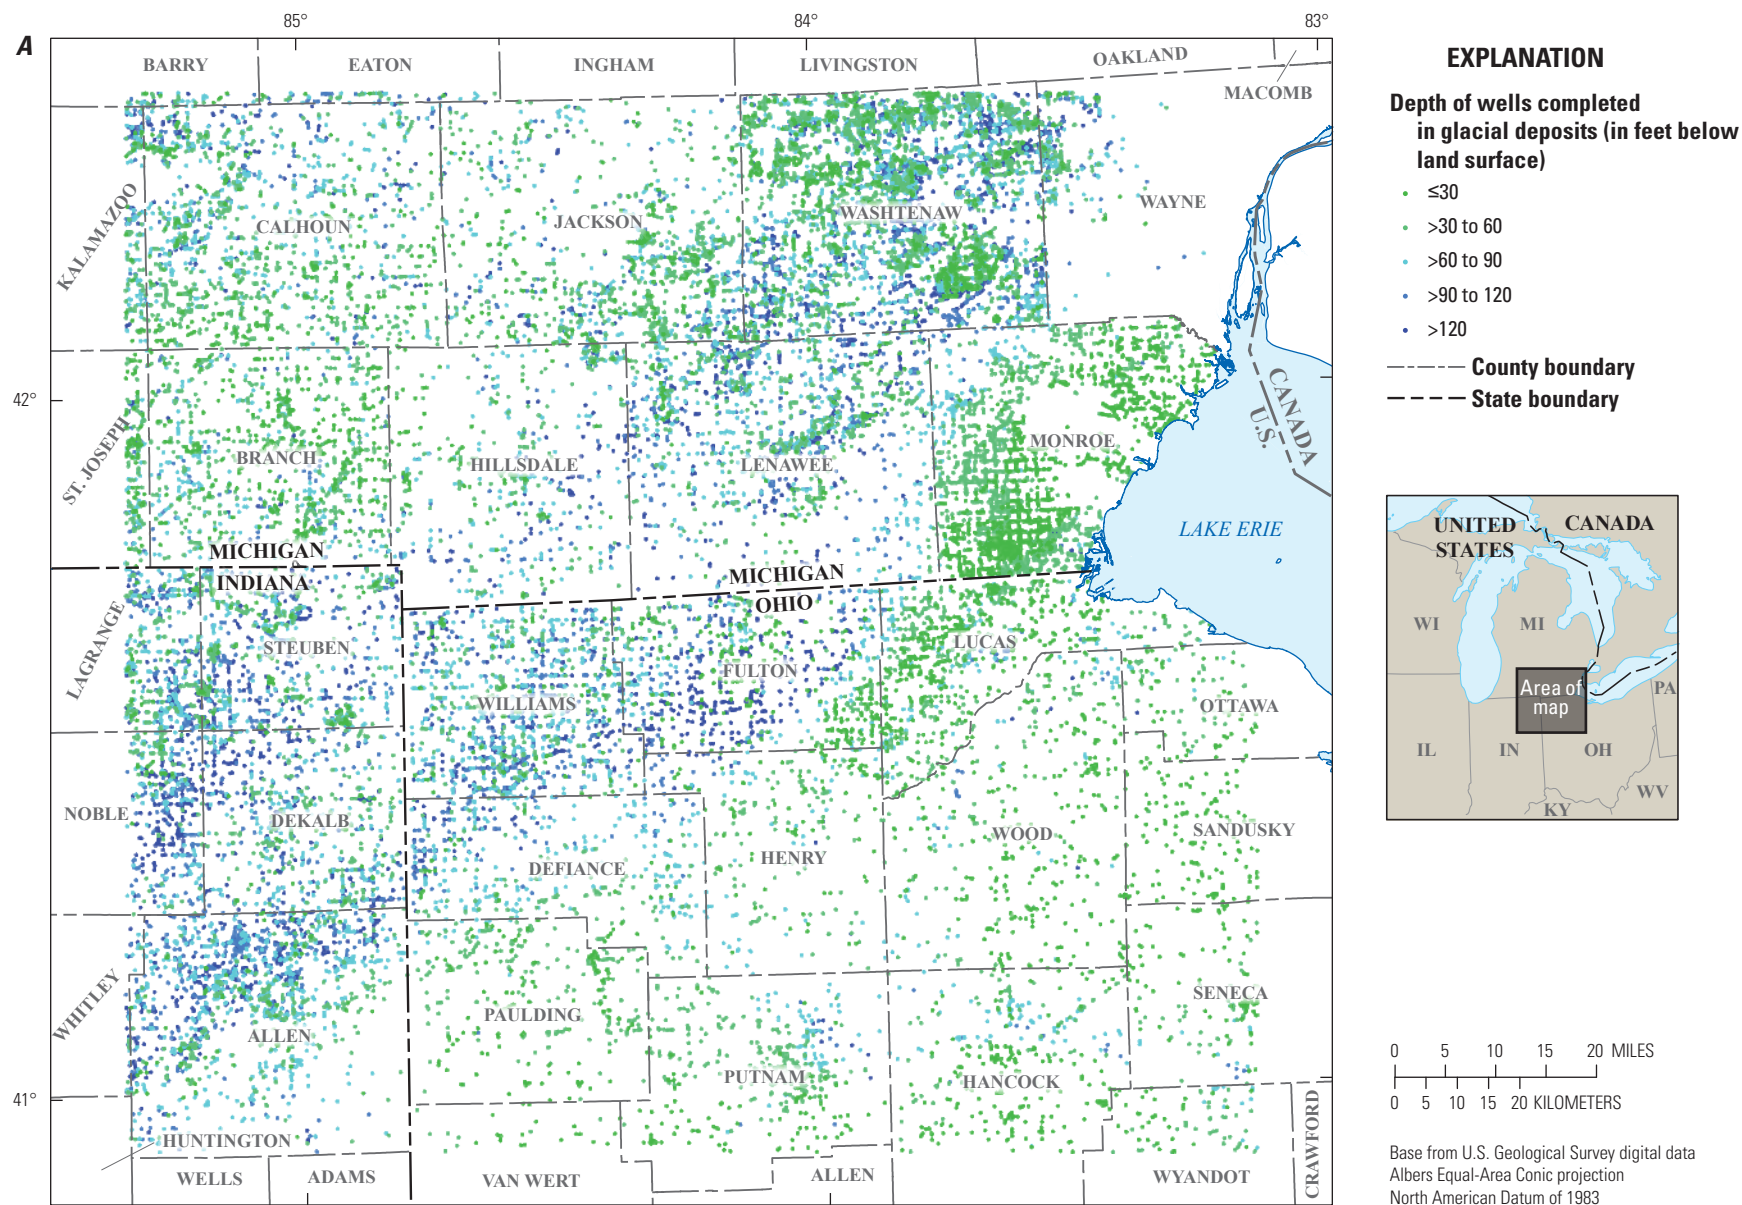 A
85°
84°
83°
BARRY
EATON
INGHAM
LIVINGSTON
OAKLAND
MACOMB
KALAMAZOO
CALHOUN
JACKSON
WASHTENAW
WAYNE
42°
ST. JOSEPH
BRANCH
HILLSDALE
LENAWEE
MONROE
CANADA
U.S.
LAKE ERIE
MICHIGAN
INDIANA
MICHIGAN
OHIO
LAGRANGE
STEUBEN
WILLIAMS
FULTON
LUCAS
OTTAWA
NOBLE
DEKALB
DEFIANCE
HENRY
WOOD
SANDUSKY
WHITLEY
ALLEN
PAULDING
PUTNAM
HANCOCK
SENECA
41°
HUNTINGTON
WELLS
ADAMS
VAN WERT
ALLEN
WYANDOT
CRAWFORD
EXPLANATION
Depth of wells completed
in glacial deposits (in feet below
land surface)
≤30
>30 to 60
>60 to 90
>90 to 120
>120
County boundary
State boundary
UNITED
STATES
CANADA
WI
MI
Area of
map
PA
IL
IN
OH
WV
KY
0 5 10 15 20 MILES
0 5 10 15 20 KILOMETERS
Base from U.S. Geological Survey digital data
Albers Equal-Area Conic projection
North American Datum of 1983